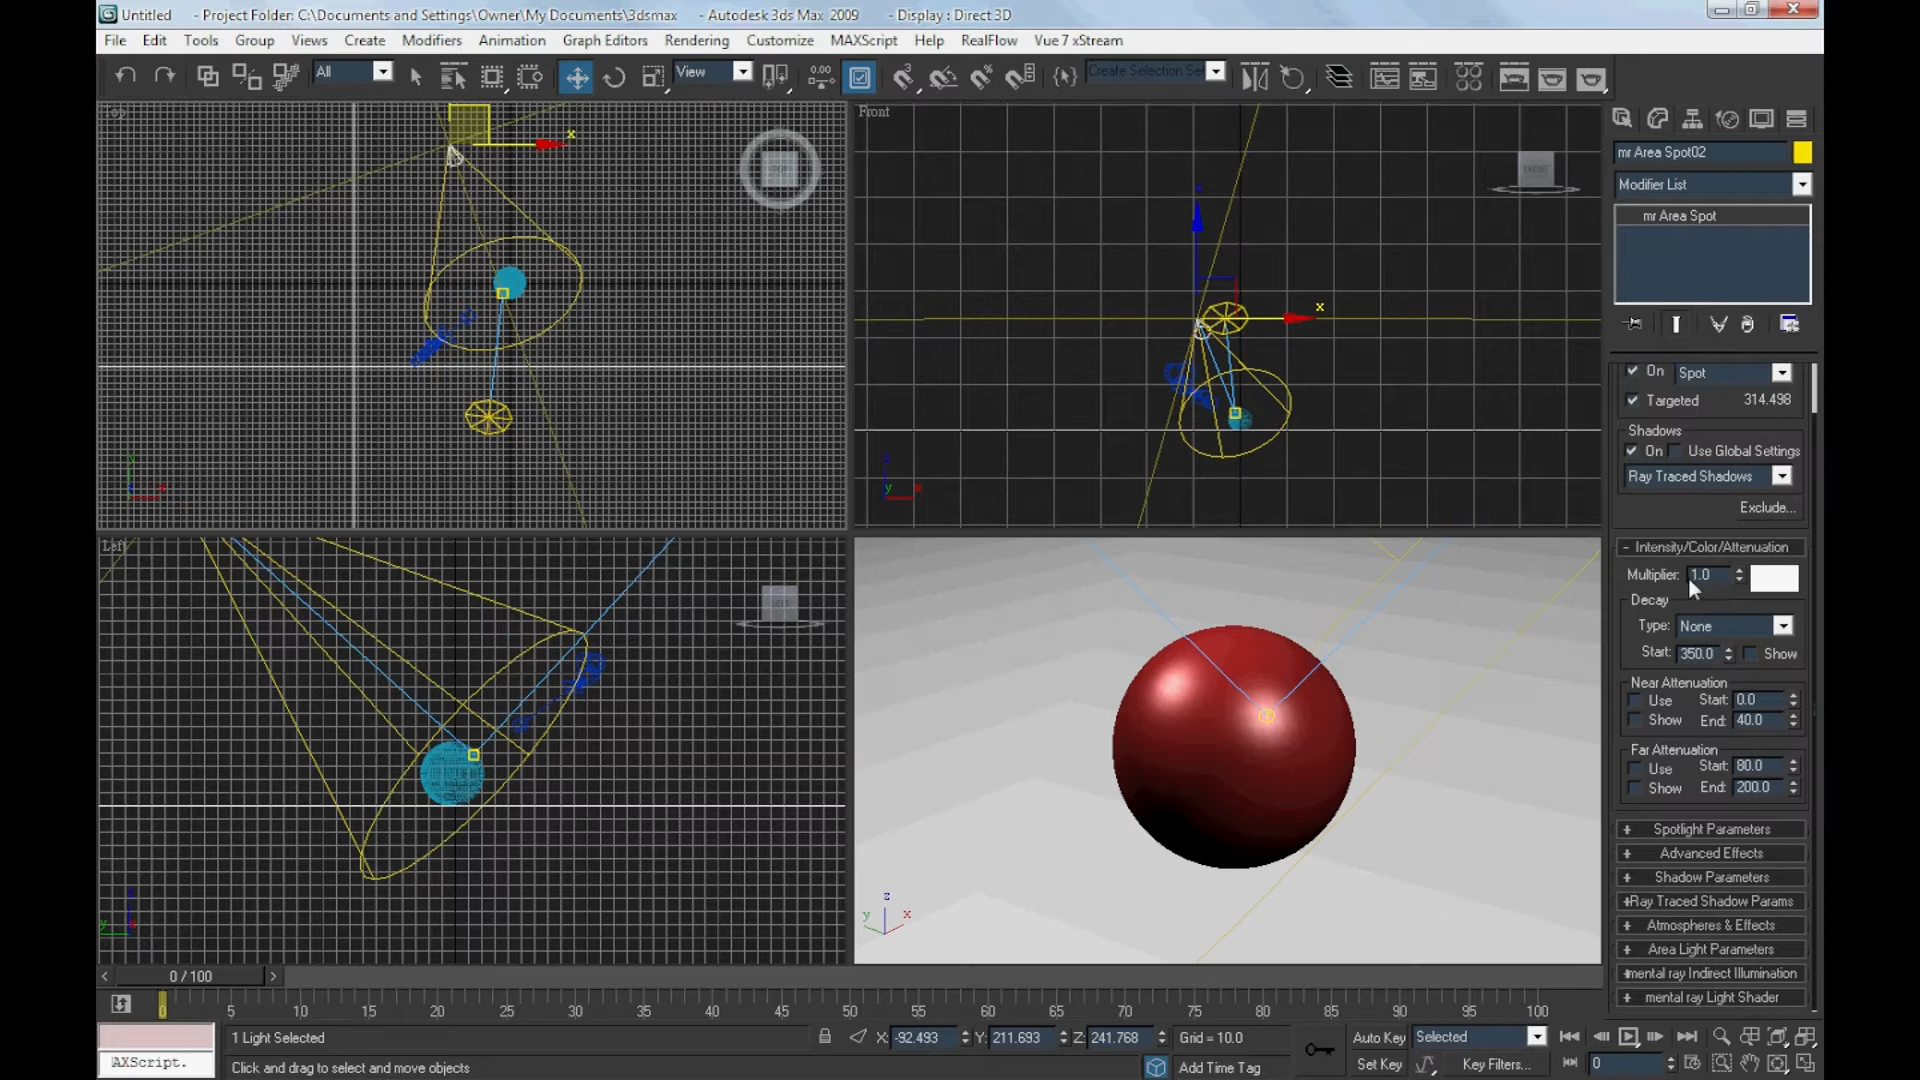 Untitled - Project Folder: C:\Documents and Settings\Owner\My Documents\3dsmax - Autodesk 3ds Max 2009 - Display : Direct 3D
File Edit Tools Group Views Create Modifiers Animation Graph Editors Rendering Customize MAXScript Help RealFlow Vue 7 xStream
All View 0.00 Create Selection Set
Top
Front
x
x
mr Area Spot02
Modifier List
mr Area Spot
On Spot
Targeted 314.498
Shadows
On Use Global Settings
Ray Traced Shadows
Exclude...
- Intensity/Color/Attenuation
Multiplier: 1.0
Decay
Type: None
Start: 350.0 Show
Near Attenuation
Use Start: 0.0
Show End: 40.0
Far Attenuation
Use Start: 80.0
Show End: 200.0
+ Spotlight Parameters
+ Advanced Effects
+ Shadow Parameters
+Ray Traced Shadow Params
+ Atmospheres & Effects
+ Area Light Parameters
+mental ray Indirect Illumination
+ mental ray Light Shader
Left
z
y x
0 / 100
0 5 10 15 20 25 30 35 40 45 50 55 60 65 70 75 80 85 90 95 100
1 Light Selected X: -92.493 Y: 211.693 Z: 241.768 Grid = 10.0 Auto Key Selected
AXScript. Click and drag to select and move objects Add Time Tag Set Key Key Filters... 0